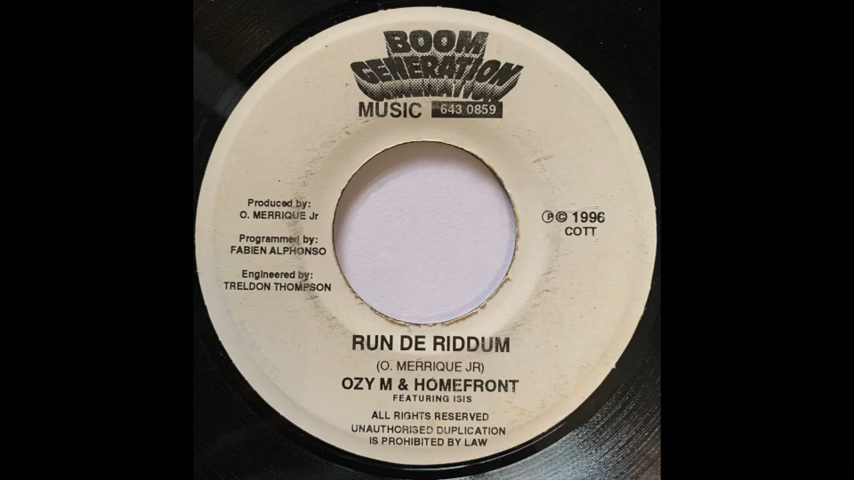 BOOM
GENERATION
MUSIC 643 0859
Produced by:
O. MERRIQUE Jr
Programmed by:
FABIEN ALPHONSO
Engineered by:
TRELDON THOMPSON
℗© 1996
COTT
RUN DE RIDDUM
(O. MERRIQUE JR)
OZY M & HOMEFRONT
FEATURING ISIS
ALL RIGHTS RESERVED
UNAUTHORISED DUPLICATION
IS PROHIBITED BY LAW